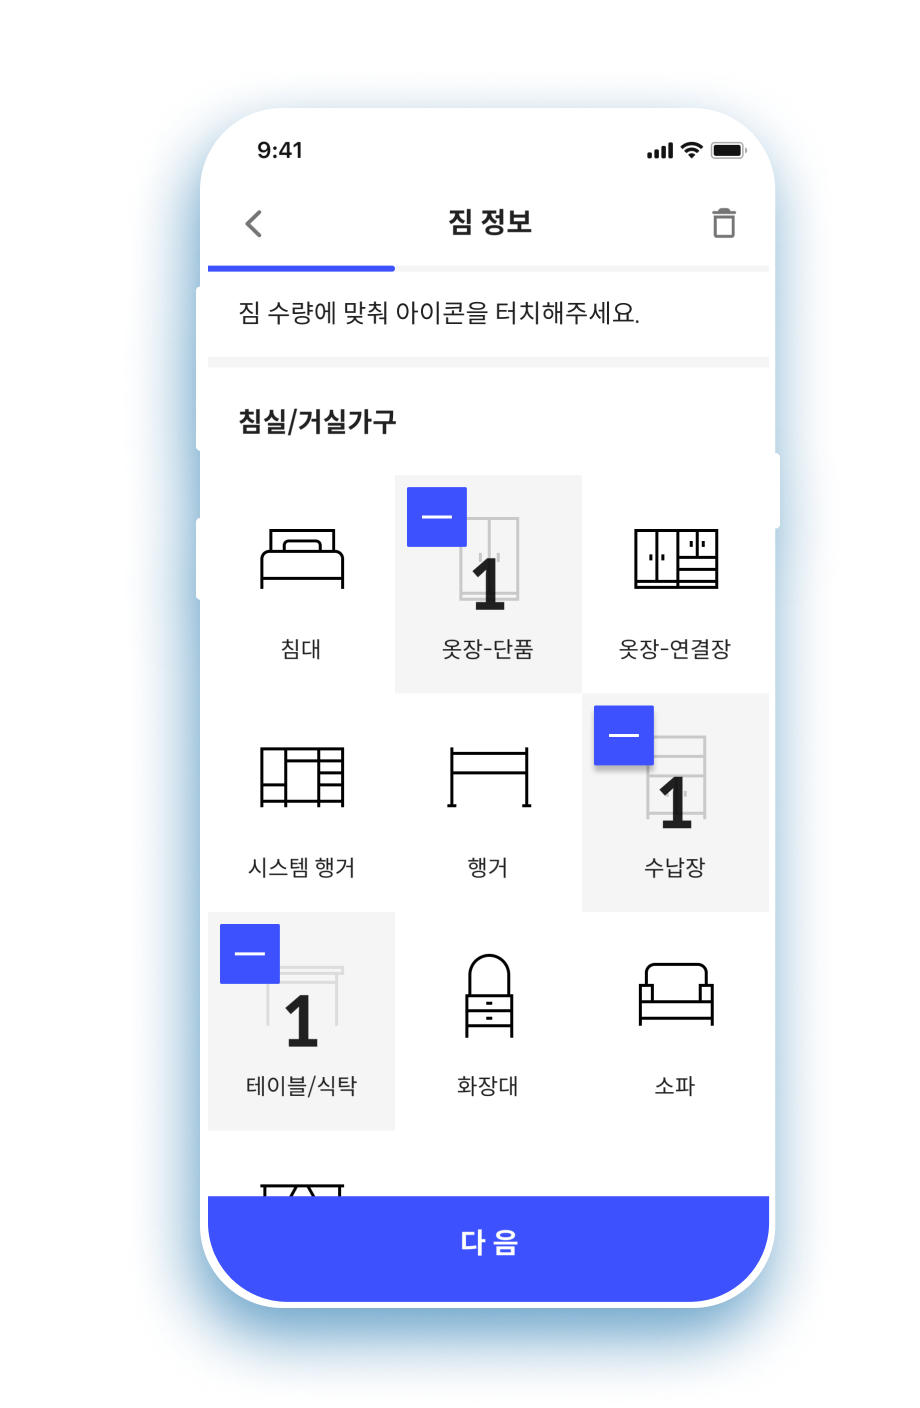 9:41
짐 정보
짐 수량에 맞춰 아이콘을 터치해주세요.
침실/거실가구
1
침대
옷장-단품
옷장-연결장
1
시스템 행거
행거
수납장
1
테이블/식탁
화장대
소파
다음